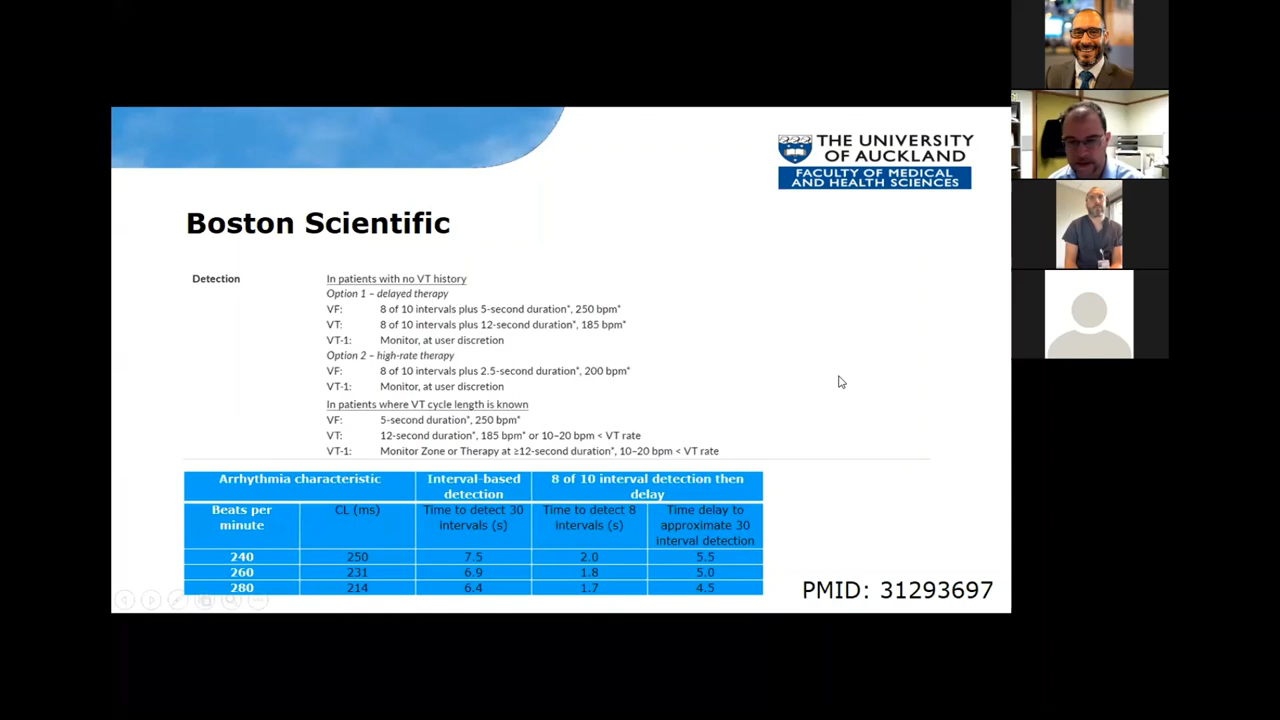 THE UNIVERSITY
OF AUCKLAND
FACULTY OF MEDICAL
AND HEALTH SCIENCES
Boston Scientific
Detection
In patients with no VT history
Option 1 – delayed therapy
VF: 8 of 10 intervals plus 5-second duration*, 250 bpm*
VT: 8 of 10 intervals plus 12-second duration*, 185 bpm*
VT-1: Monitor, at user discretion
Option 2 – high-rate therapy
VF: 8 of 10 intervals plus 2.5-second duration*, 200 bpm*
VT-1: Monitor, at user discretion
In patients where VT cycle length is known
VF: 5-second duration*, 250 bpm*
VT: 12-second duration*, 185 bpm* or 10–20 bpm < VT rate
VT-1: Monitor Zone or Therapy at ≥12-second duration*, 10–20 bpm < VT rate
Arrhythmia characteristic
Interval-based
detection
8 of 10 interval detection then
delay
Beats per
minute
CL (ms)
Time to detect 30
intervals (s)
Time to detect 8
intervals (s)
Time delay to
approximate 30
interval detection
240 250 7.5 2.0 5.5
260 231 6.9 1.8 5.0
280 214 6.4 1.7 4.5
PMID: 31293697